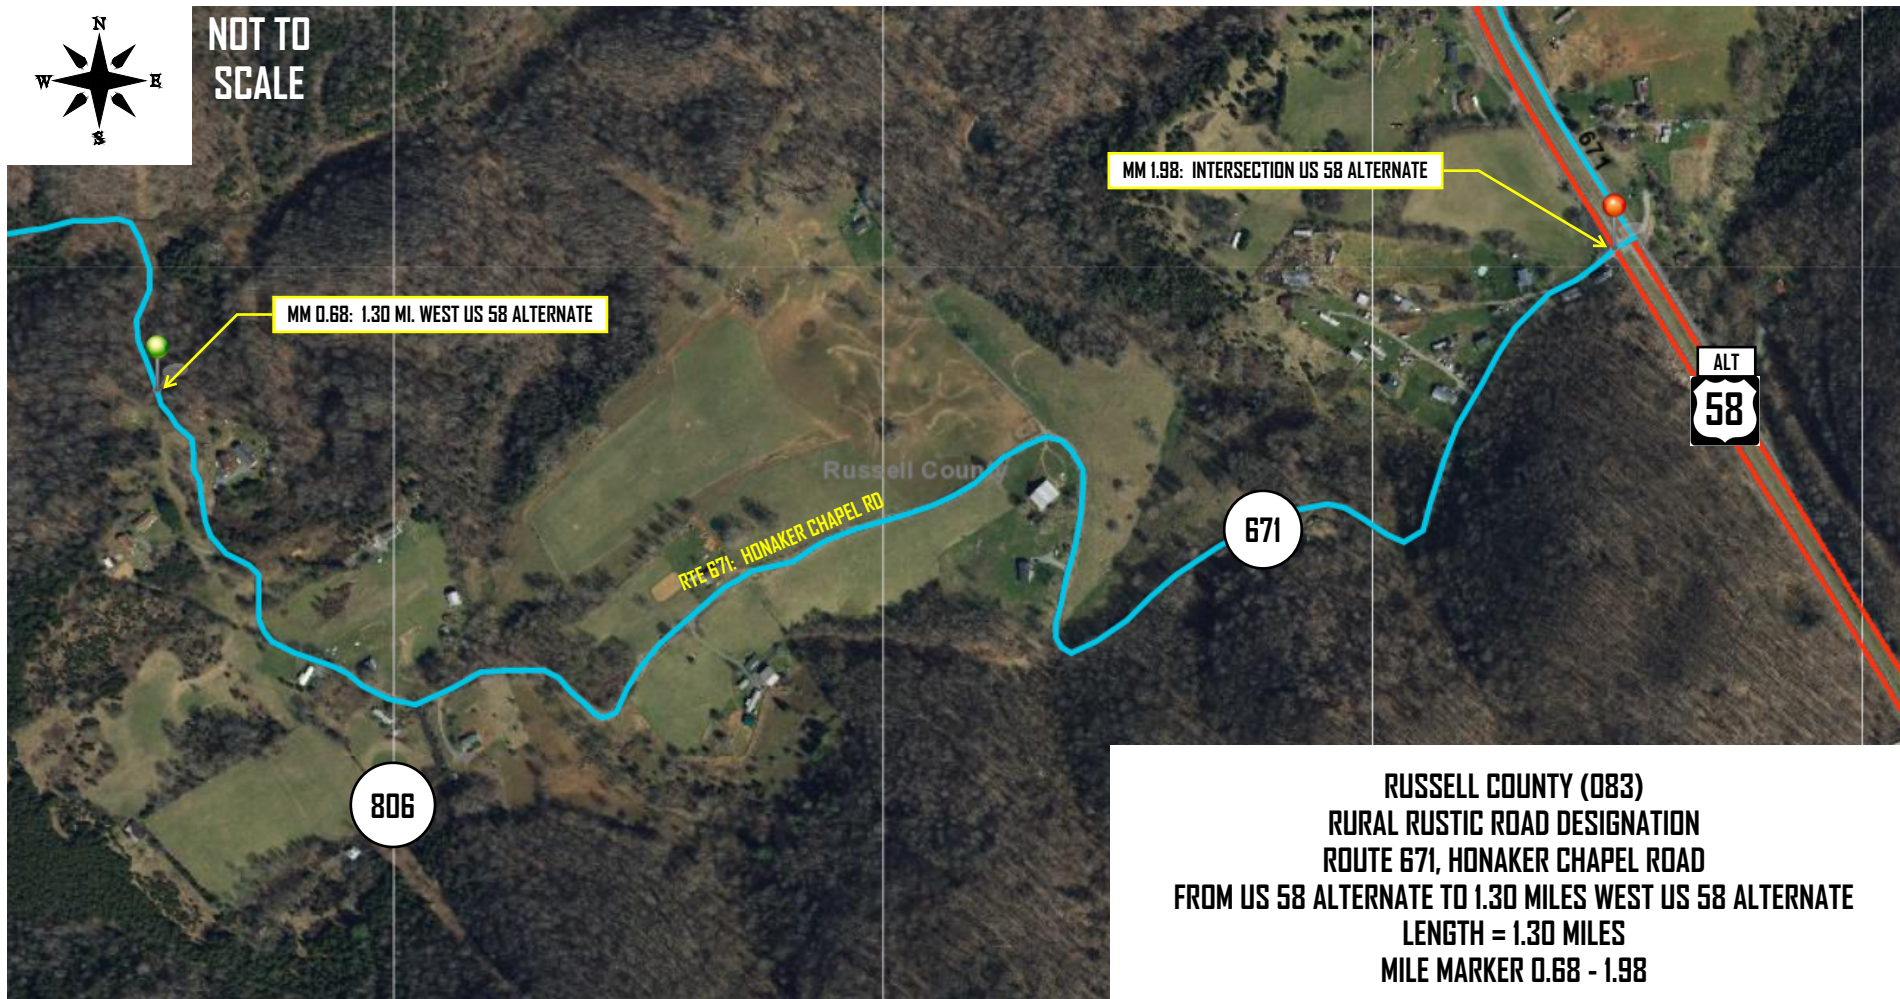 N
W E
S
NOT TO
SCALE
671
MM 1.98: INTERSECTION US 58 ALTERNATE
MM 0.68: 1.30 MI. WEST US 58 ALTERNATE
ALT
58
Russell County
RTE 671: HONAKER CHAPEL RD
671
806
RUSSELL COUNTY (083)
RURAL RUSTIC ROAD DESIGNATION
ROUTE 671, HONAKER CHAPEL ROAD
FROM US 58 ALTERNATE TO 1.30 MILES WEST US 58 ALTERNATE
LENGTH = 1.30 MILES
MILE MARKER 0.68 - 1.98